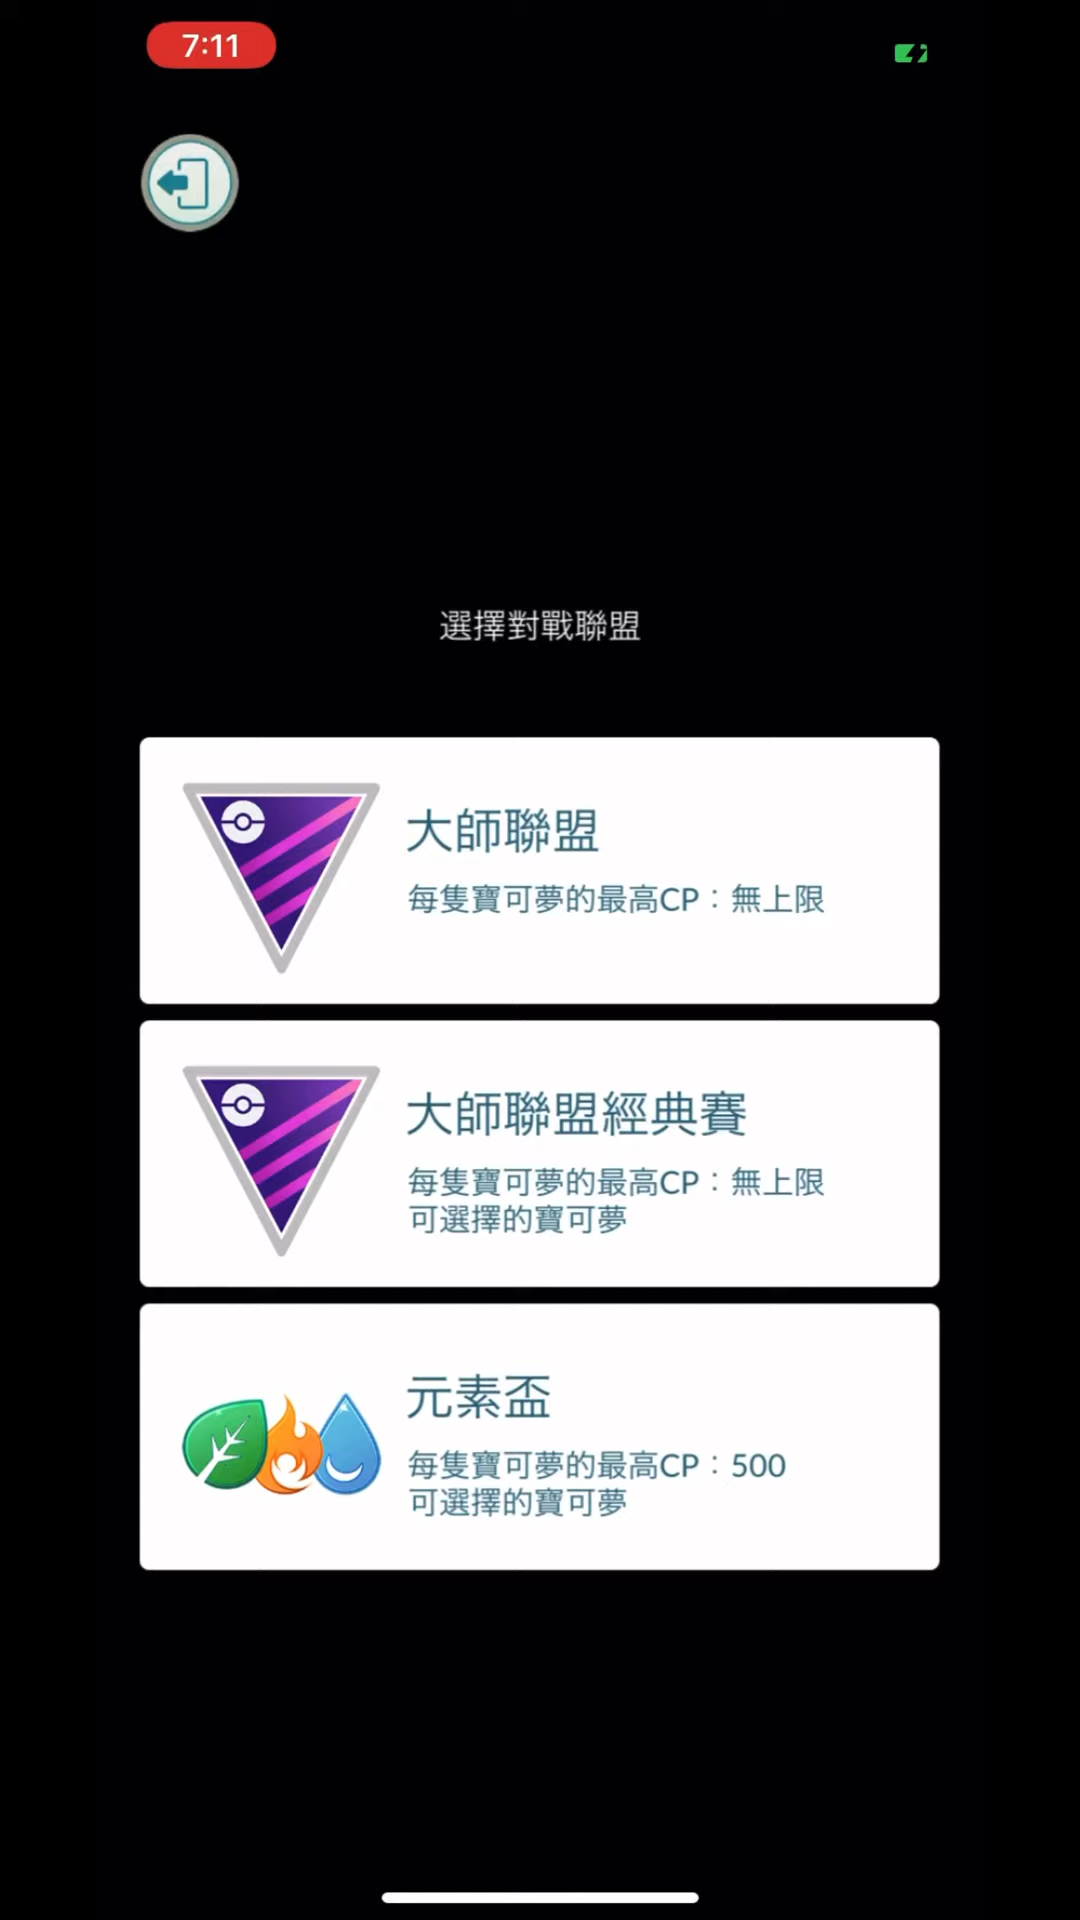 7:11
選擇對戰聯盟
大師聯盟
每隻寶可夢的最高CP：無上限
大師聯盟經典賽
每隻寶可夢的最高CP：無上限
可選擇的寶可夢
元素盃
每隻寶可夢的最高CP：500
可選擇的寶可夢